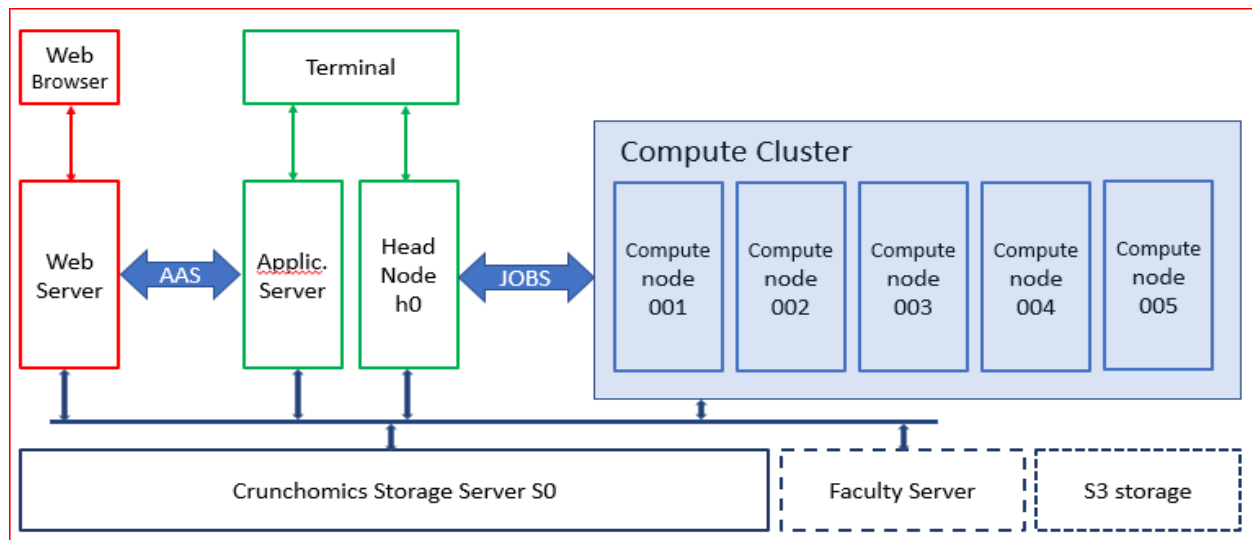 Web
Browser
Terminal
Compute Cluster
Web
Server
AAS
Applic.
Server
Head
Node
h0
JOBS
Compute
node
001
Compute
node
002
Compute
node
003
Compute
node
004
Compute
node
005
Crunchomics Storage Server S0
Faculty Server
S3 storage